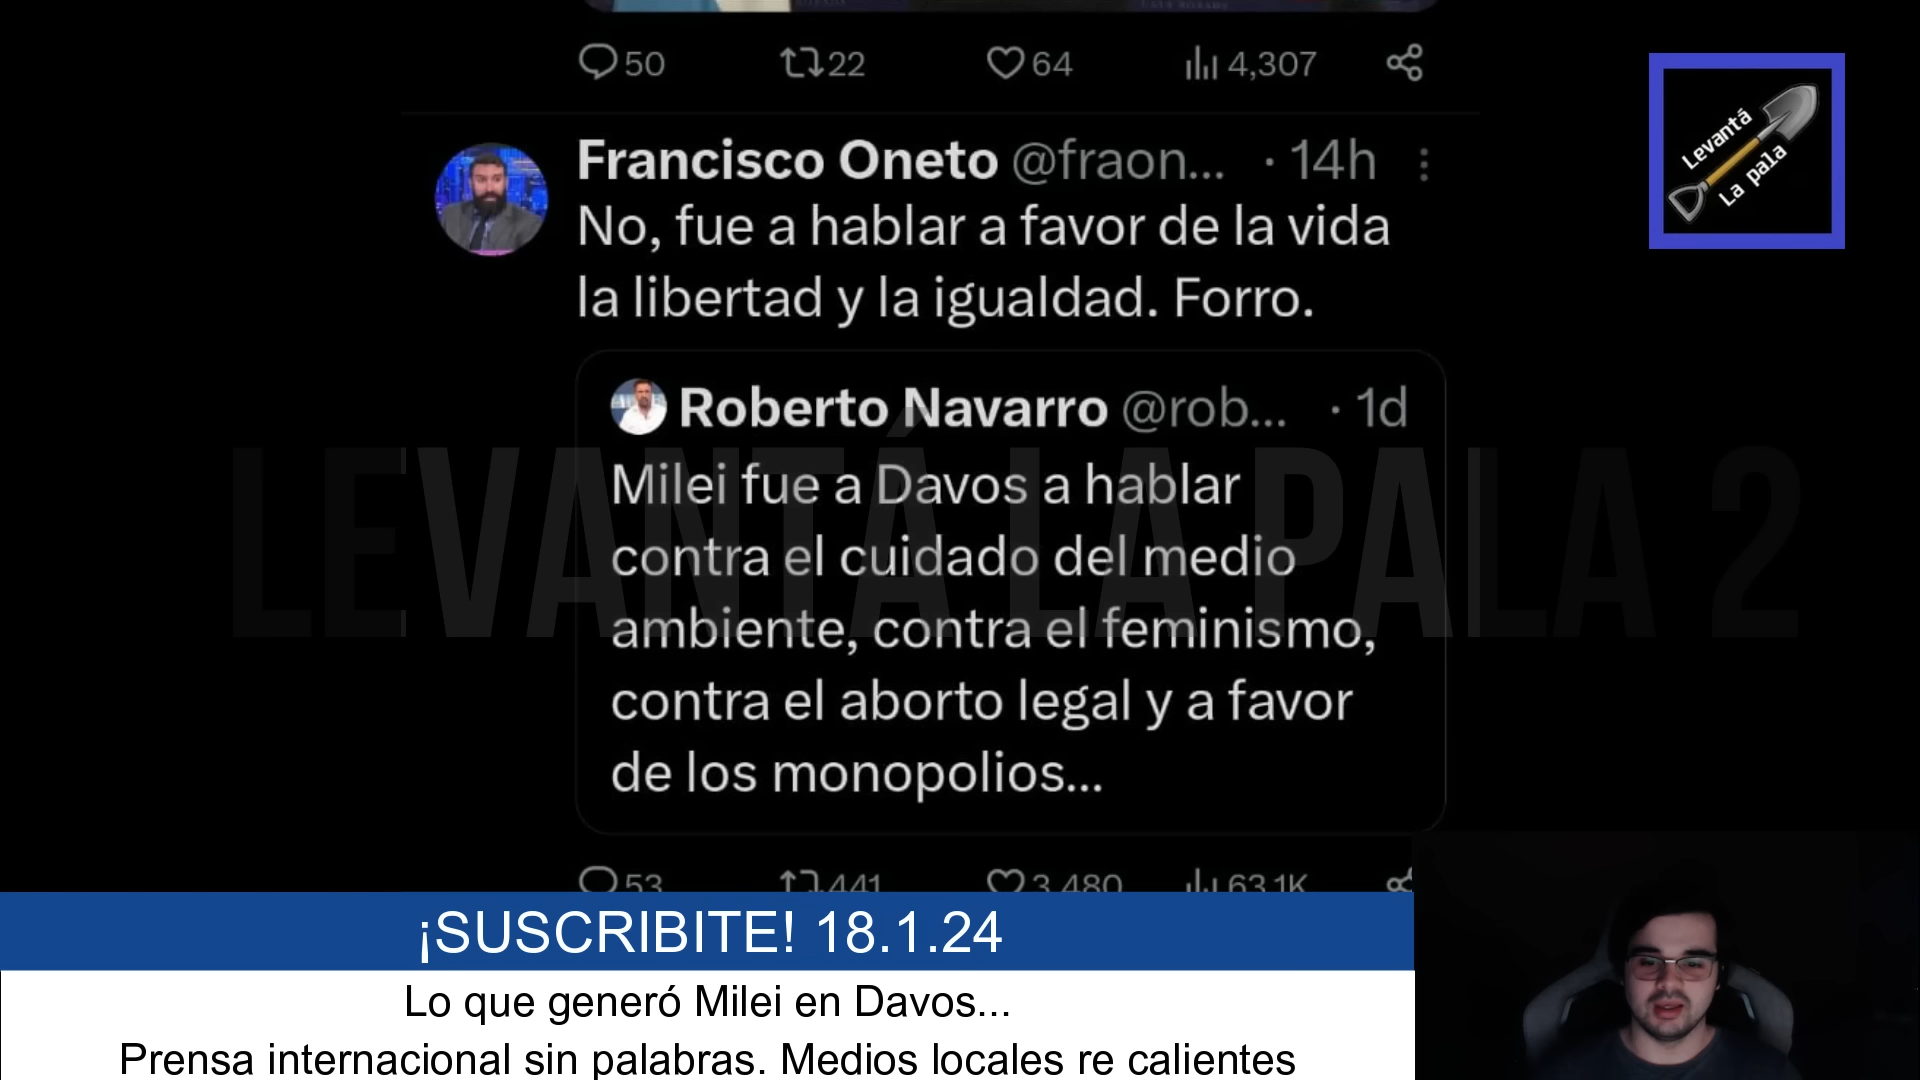 50 22 64 4,307
Levantá
La pala
Francisco Oneto @fraon... · 14h
No, fue a hablar a favor de la vida
la libertad y la igualdad. Forro.
Roberto Navarro @rob... · 1d
Milei fue a Davos a hablar
contra el cuidado del medio
ambiente, contra el feminismo,
contra el aborto legal y a favor
de los monopolios...
LEVANTÁ LA PALA 2
53 441 3,480 63.1K
¡SUSCRIBITE! 18.1.24
Lo que generó Milei en Davos...
Prensa internacional sin palabras. Medios locales re calientes